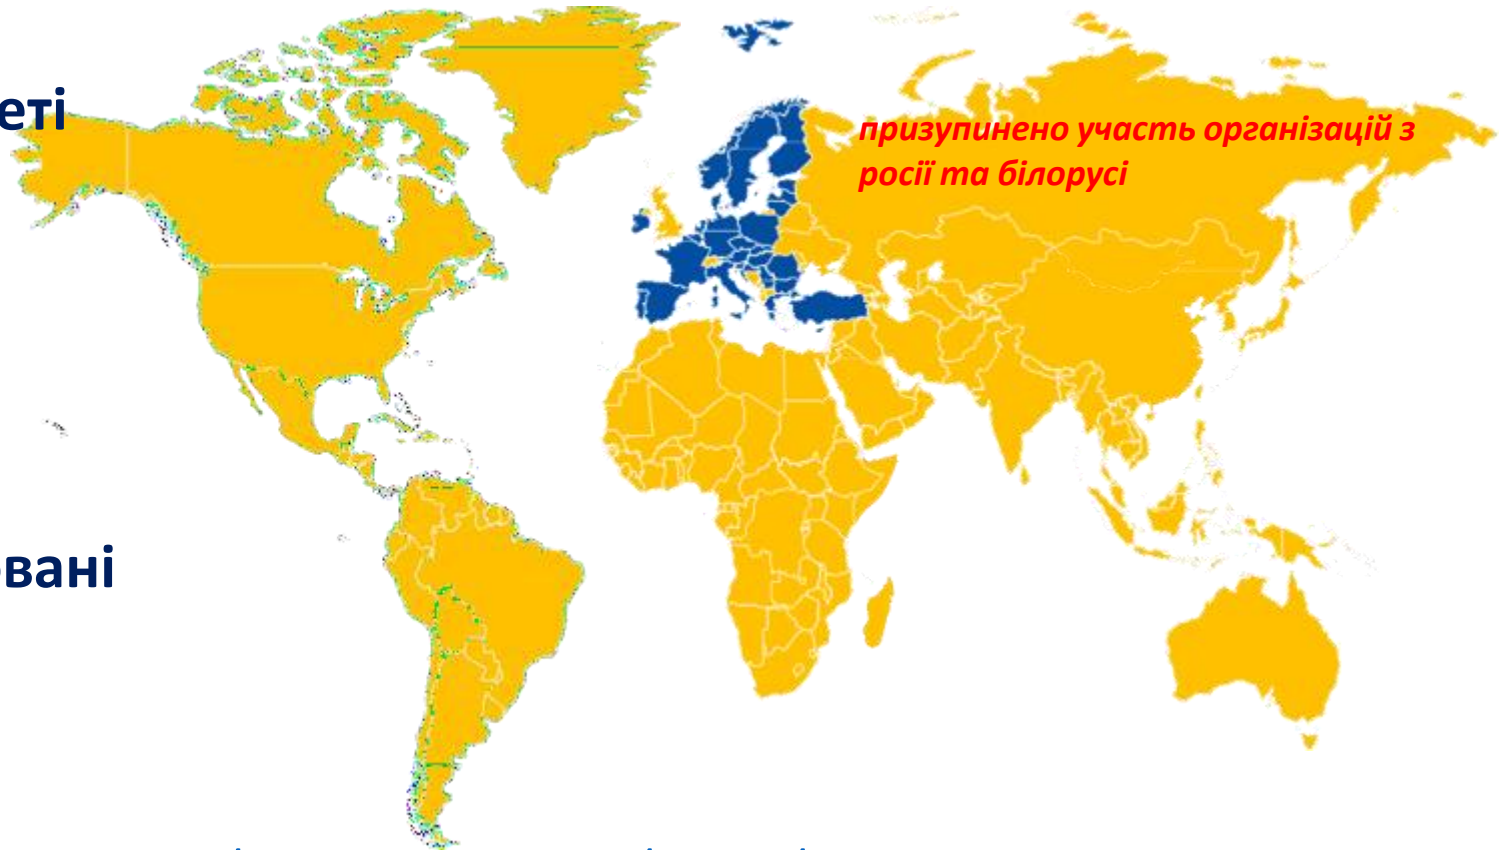 еті
призупинено участь організацій з
росії та білорусі
вані